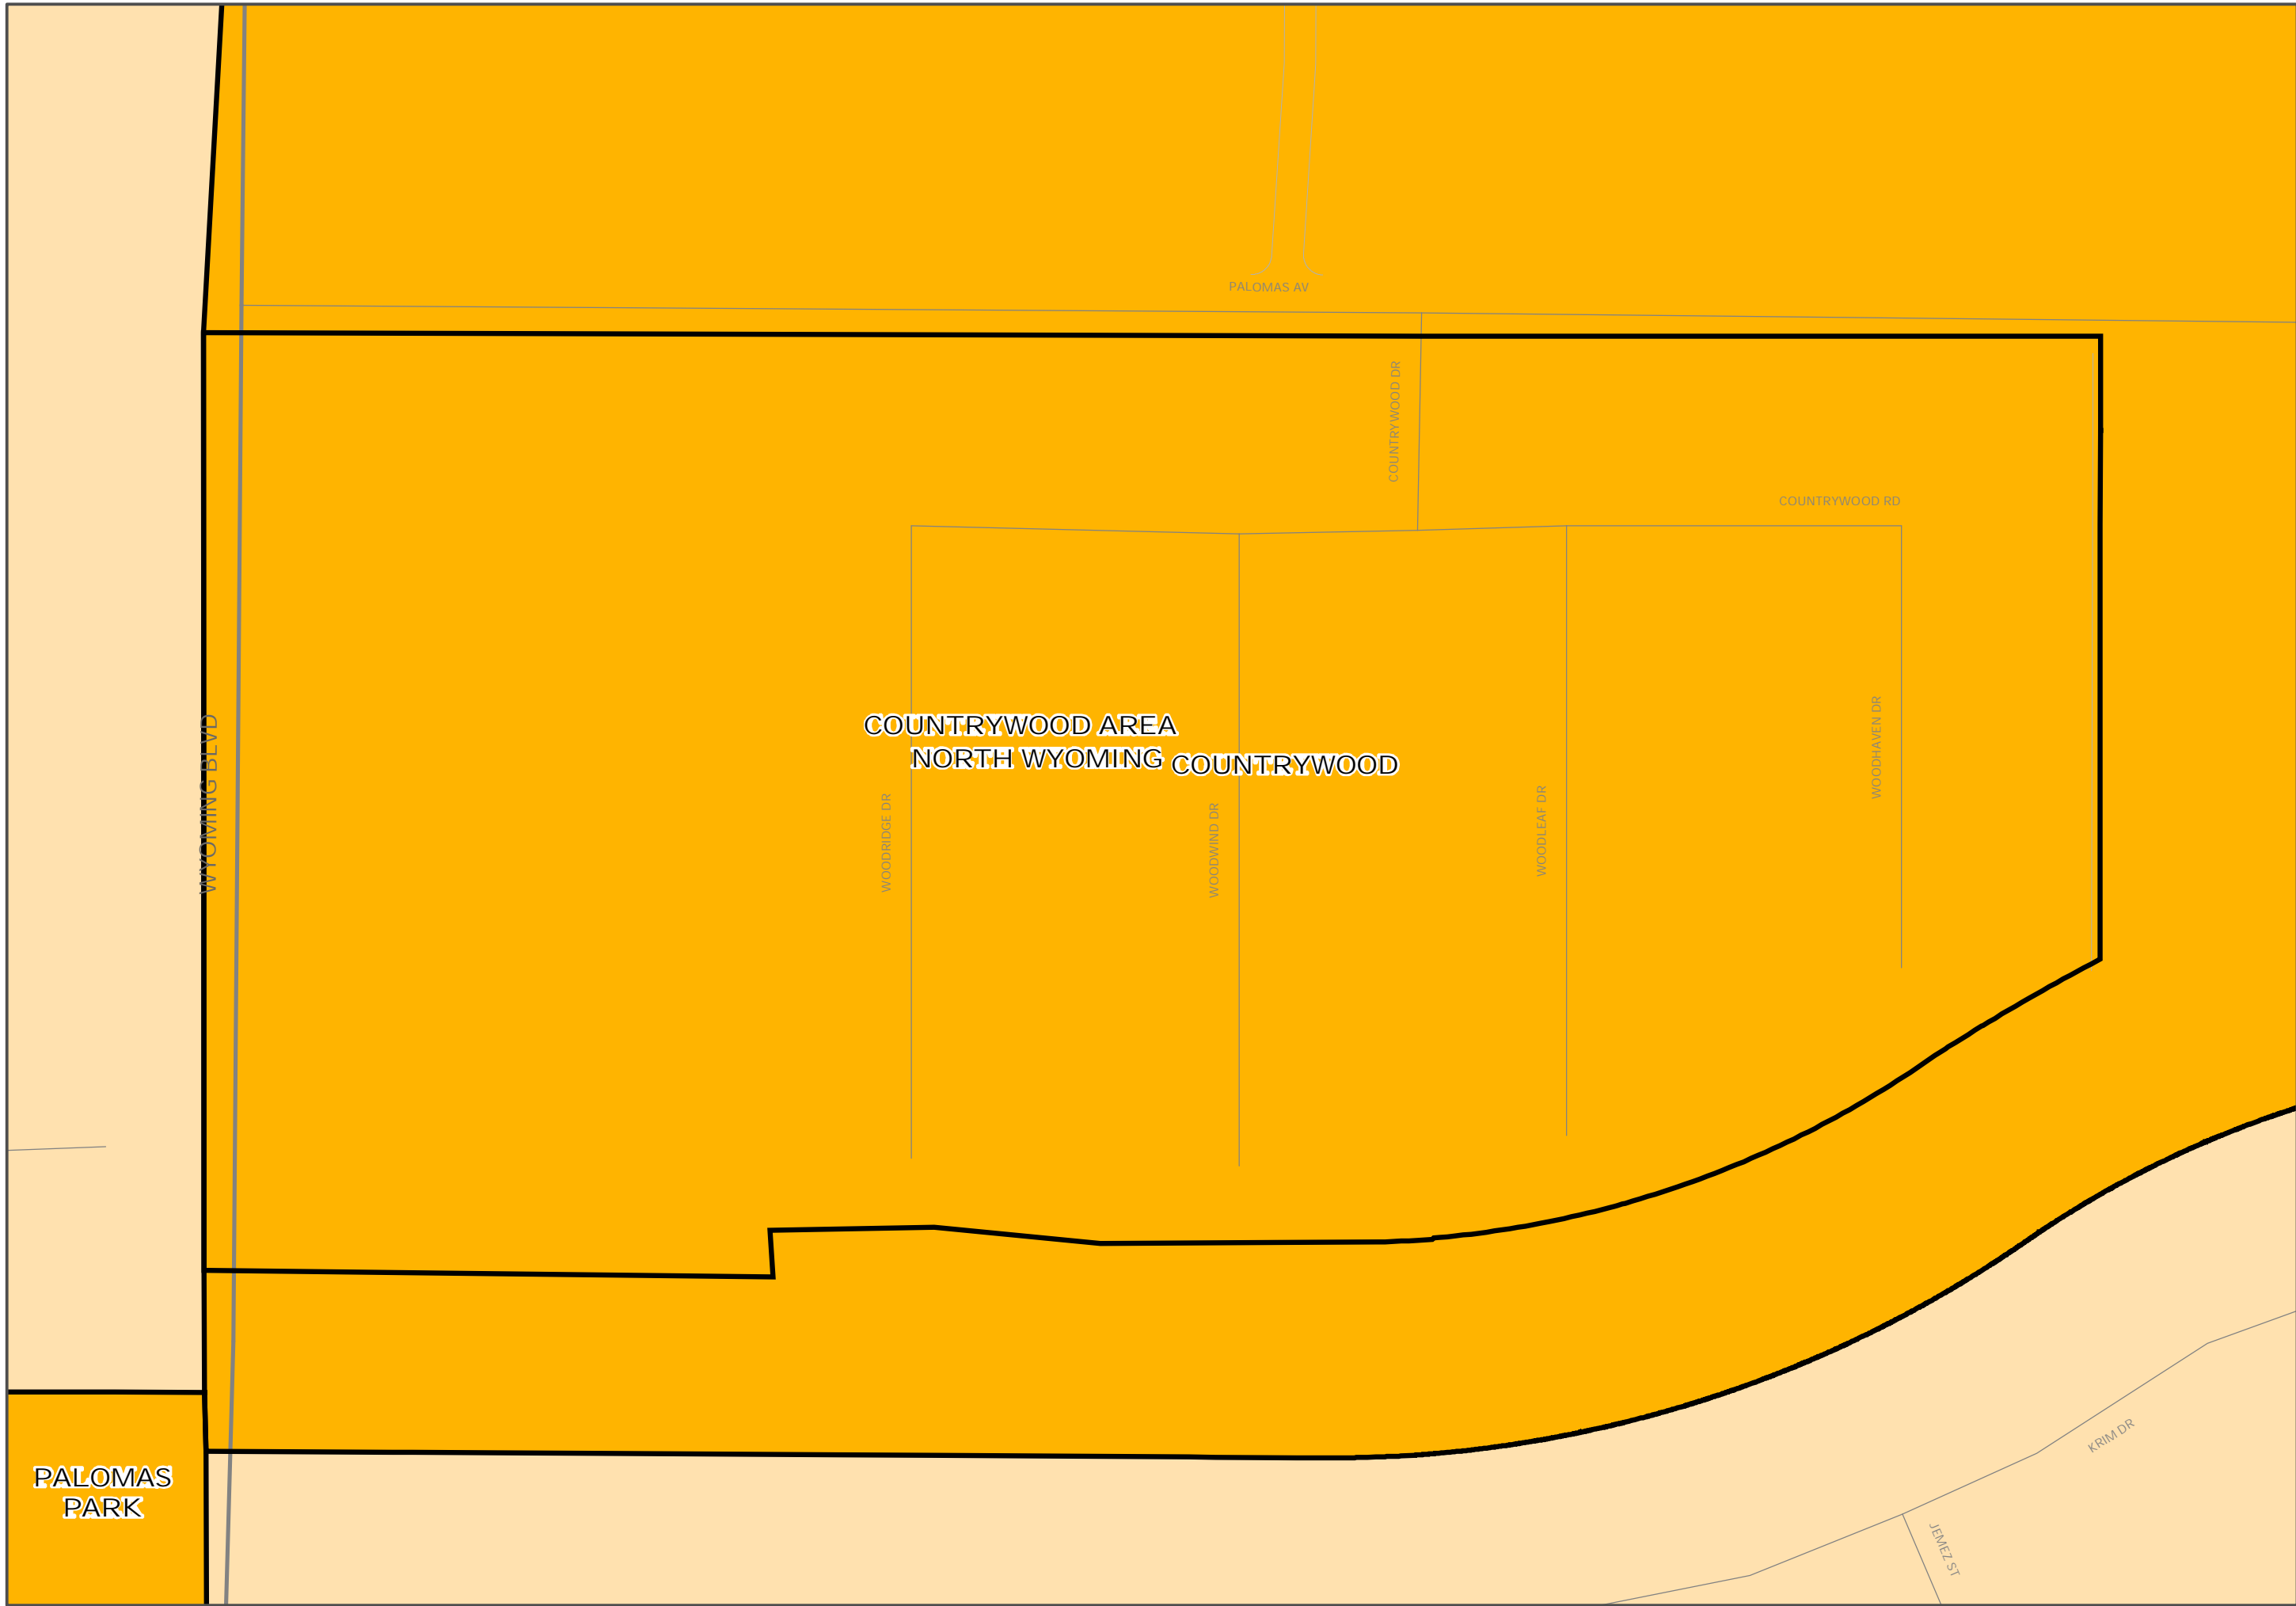 PALOMAS AV
COUNTRYWOOD DR
COUNTRYWOOD RD
WYOMING BLVD
COUNTRYWOOD AREA
NORTH WYOMING
COUNTRYWOOD
WOODRIDGE DR
WOODWIND DR
WOODLEAF DR
WOODHAVEN DR
PALOMAS
PARK
KRIM DR
JEMEZ ST